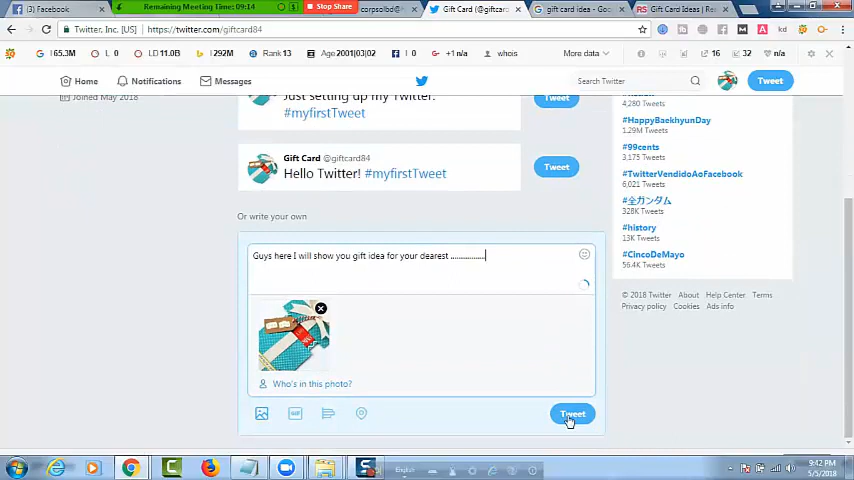 Remaining Meeting Time: 09:14
Stop Share
Facebook
corpsolbd@
Gift Card (@giftcard
gift card idea - Goo
Gift Card Ideas | Re
Twitter, Inc. [US] | https://twitter.com/giftcard84
I 65.3M
L 0
LD 11.0B
I 292M
Rank 13
Age 2001|03|02
+1 n/a
whois
More data
16
32
n/a
Home
Notifications
Messages
Search Twitter
Tweet
Joined May 2018
Just setting up my Twitter.
#myfirstTweet
Tweet
Gift Card @giftcard84
Hello Twitter! #myfirstTweet
Tweet
Or write your own
Guys here I will show you gift idea for your dearest .................
Who's in this photo?
GIF
Tweet
4,280 Tweets
#HappyBaekhyunDay
1.29M Tweets
#99cents
3,175 Tweets
#TwitterVendidoAoFacebook
6,021 Tweets
#全ガンダム
328K Tweets
#history
13K Tweets
#CincoDeMayo
56.4K Tweets
© 2018 Twitter About Help Center Terms
Privacy policy Cookies Ads info
English
9:42 PM
5/5/2018